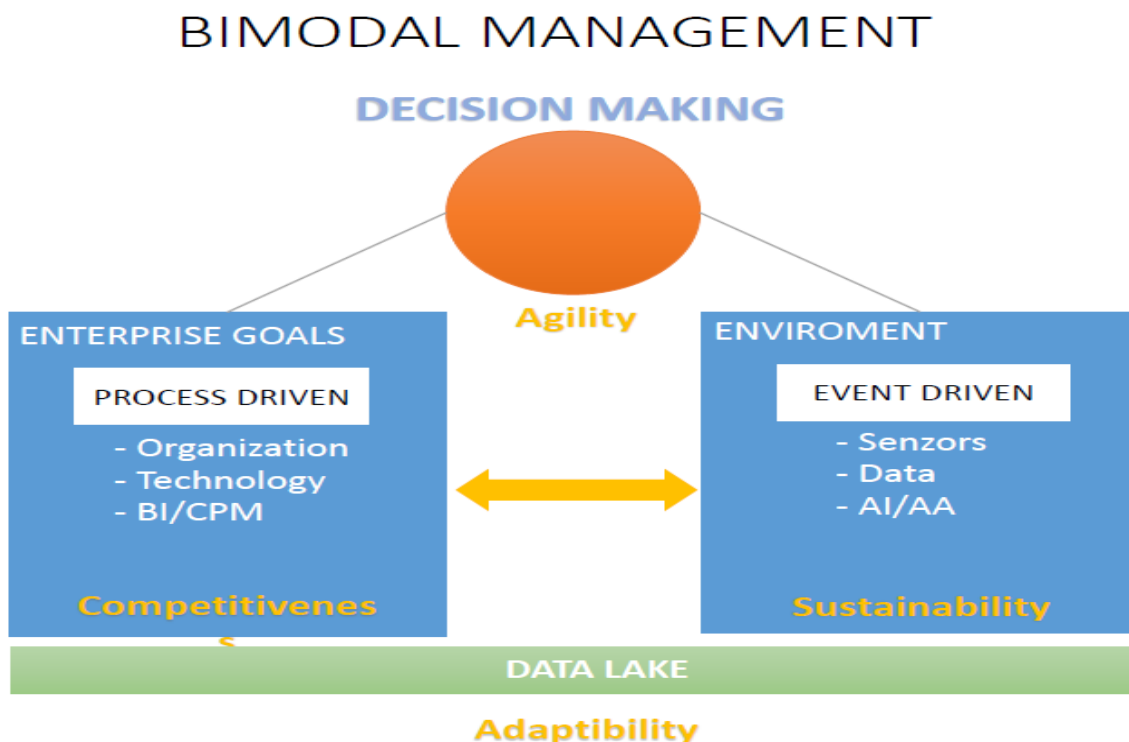 BIMODAL MANAGEMENT
DECISION MAKING
Agility
ENTERPRISE GOALS
PROCESS DRIVEN
- Organization
- Technology
- BI/CPM
Competitivenes
s
ENVIROMENT
EVENT DRIVEN
- Senzors
- Data
- AI/AA
Sustainability
DATA LAKE
Adaptibility